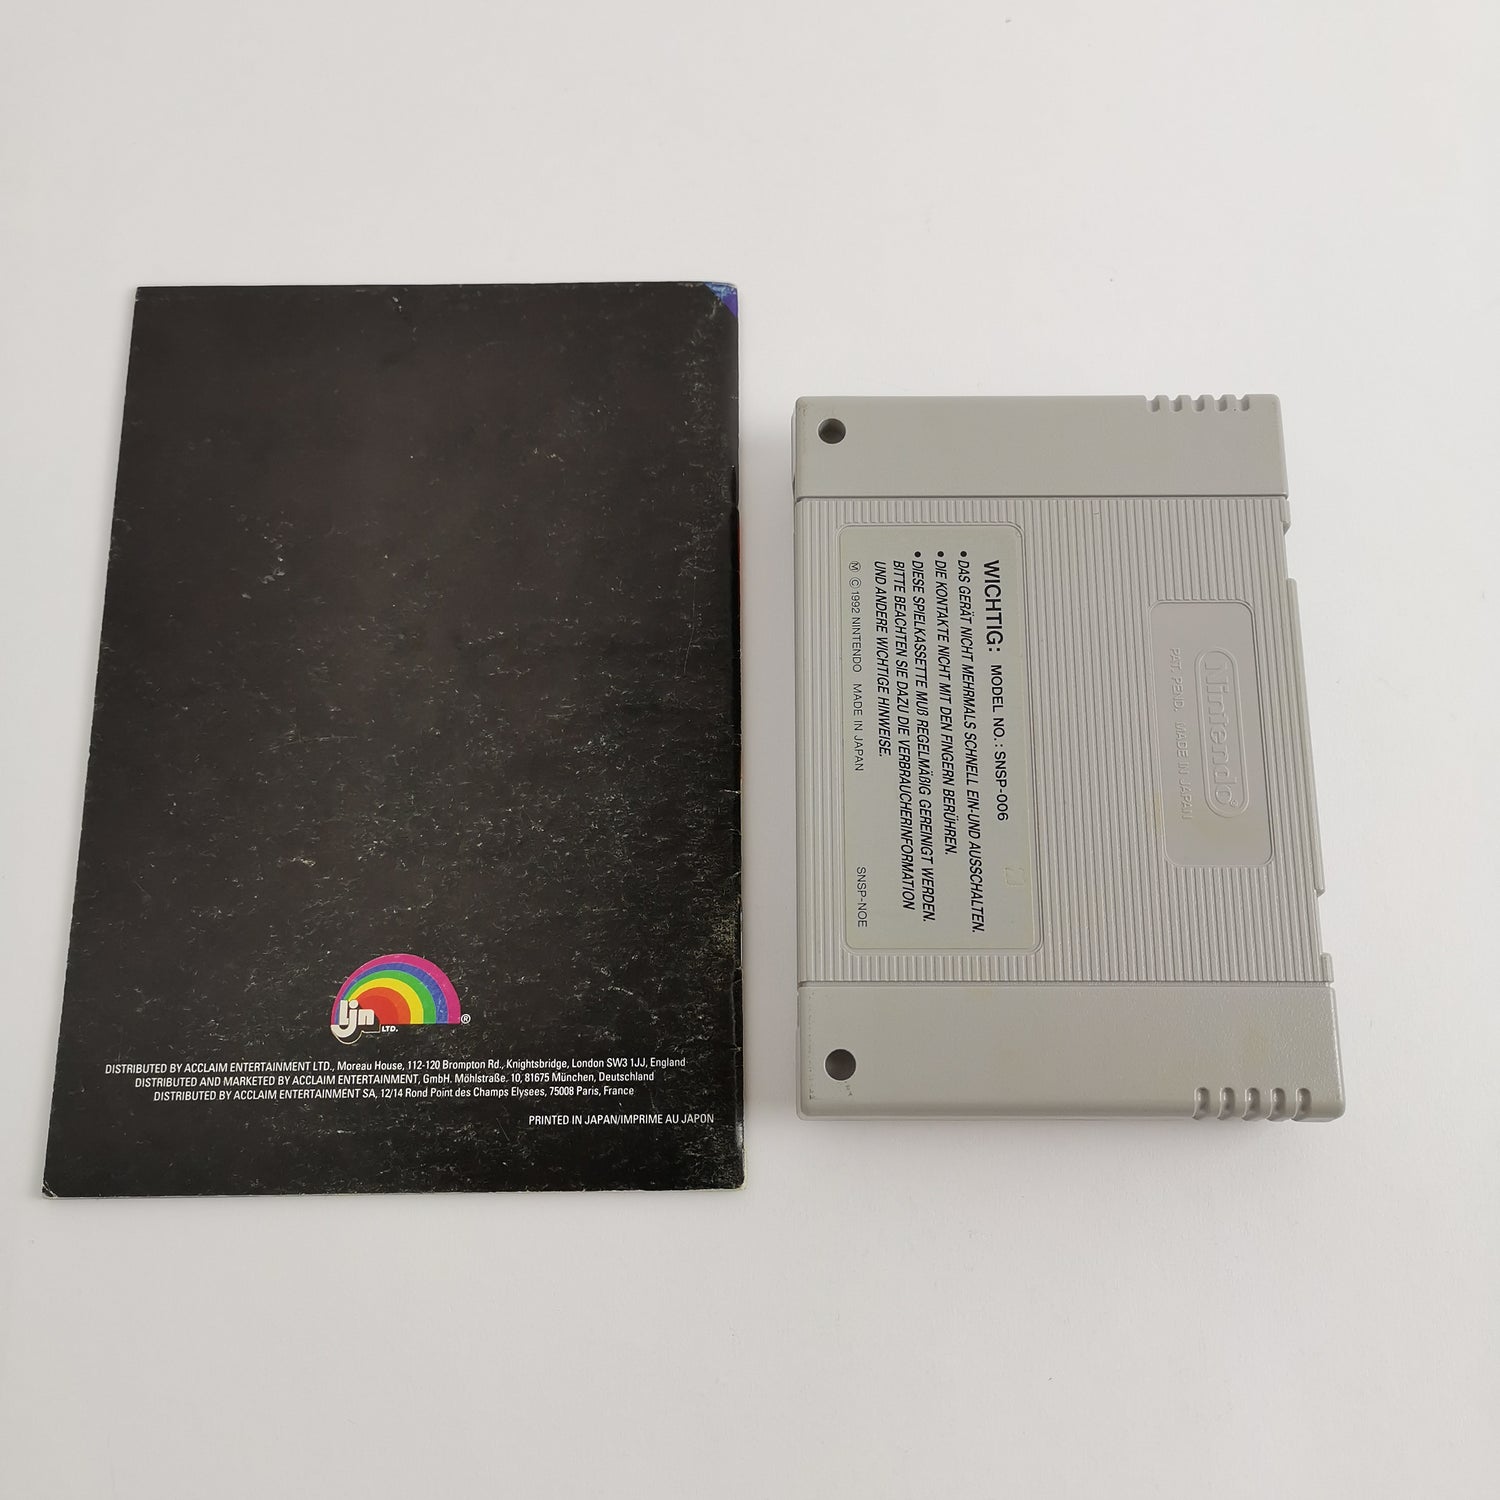 ljn LTD. ®
DISTRIBUTED BY ACCLAIM ENTERTAINMENT LTD., Moreau House, 112-120 Brompton Rd., Knightsbridge, London SW3 1JJ, England
DISTRIBUTED AND MARKETED BY ACCLAIM ENTERTAINMENT, GmbH. Möhlstraße. 10, 81675 München, Deutschland
DISTRIBUTED BY ACCLAIM ENTERTAINMENT SA, 12/14 Rond Point des Champs Elysees, 75008 Paris, France
PRINTED IN JAPAN/IMPRIME AU JAPON
Nintendo®
PAT. PEND. MADE IN JAPAN
WICHTIG: MODEL NO.: SNSP-006
• DAS GERÄT NICHT MEHRMALS SCHNELL EIN-UND AUSSCHALTEN.
• DIE KONTAKTE NICHT MIT DEN FINGERN BERÜHREN.
• DIESE SPIELKASSETTE MUß REGELMÄßIG GEREINIGT WERDEN.
BITTE BEACHTEN SIE DAZU DIE VERBRAUCHERINFORMATION
UND ANDERE WICHTIGE HINWEISE.
Ⓜ © 1992 NINTENDO MADE IN JAPAN SNSP-NOE